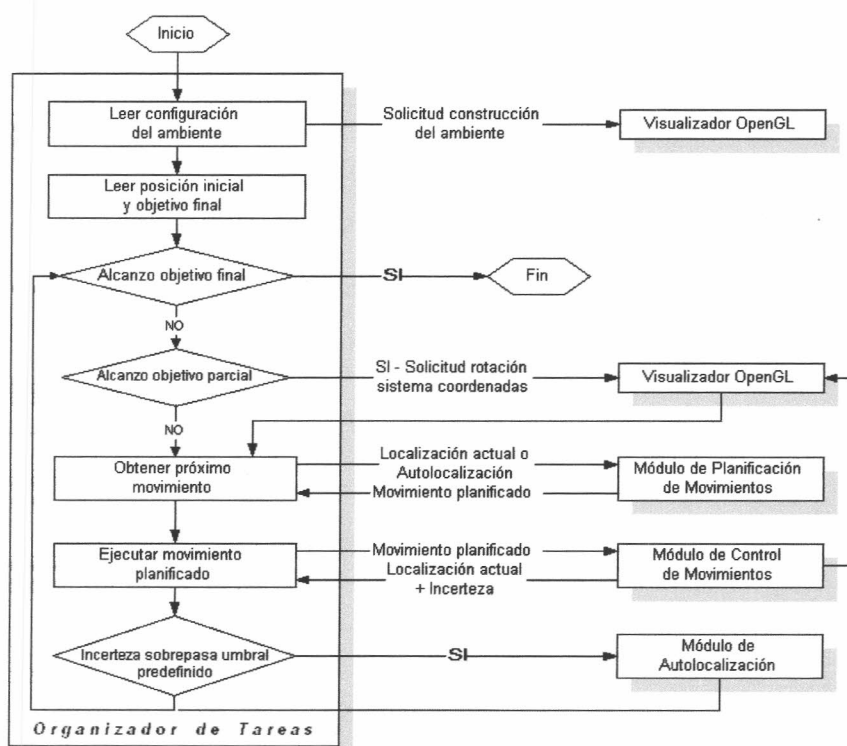 Inicio
Leer configuración
del ambiente
Solicitud construcción
del ambiente
Visualizador OpenGL
Leer posición inicial
y objetivo final
Alcanzo objetivo final
SI
Fin
NO
Alcanzo objetivo parcial
SI - Solicitud rotación
sistema coordenadas
Visualizador OpenGL
NO
Obtener próximo
movimiento
Localización actual o
Autolocalización
Movimiento planificado
Módulo de Planificación
de Movimientos
Ejecutar movimiento
planificado
Movimiento planificado
Localización actual
+ Incerteza
Módulo de Control
de Movimientos
Incerteza sobrepasa umbral
predefinido
SI
Módulo de
Autolocalización
Organizador de Tareas